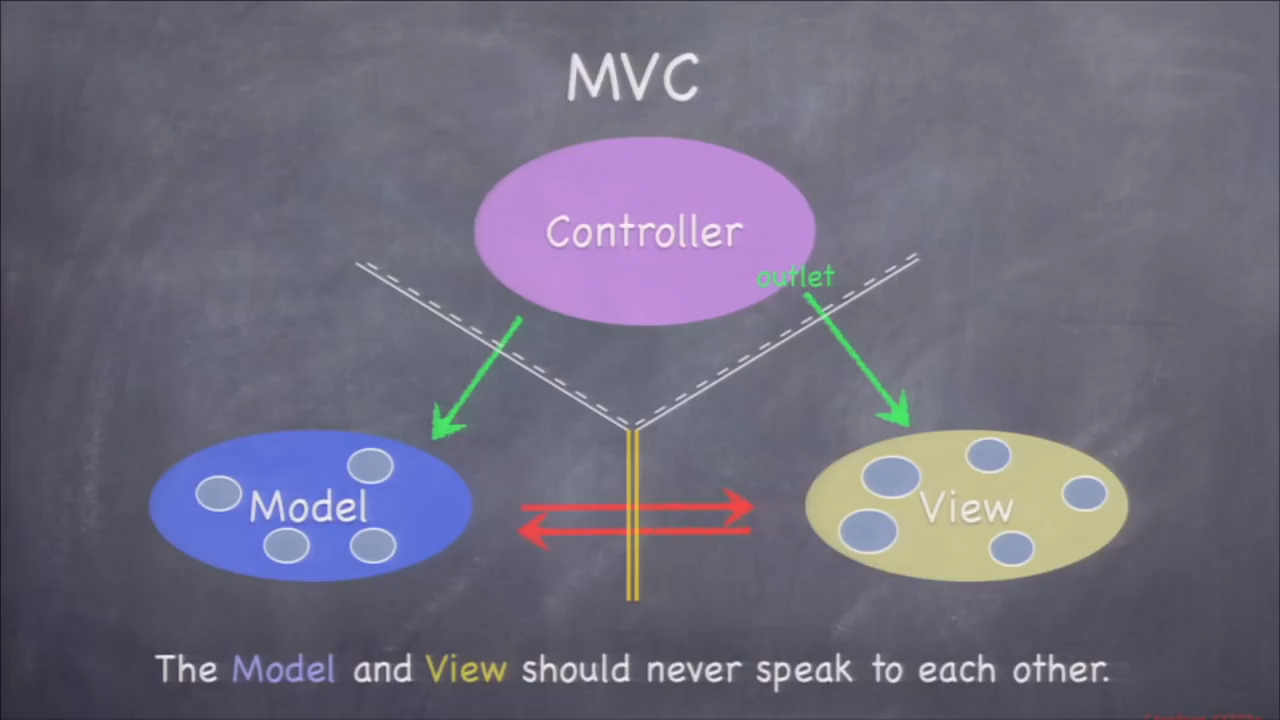 MVC
Controller
outlet
Model
View
The Model and View should never speak to each other.